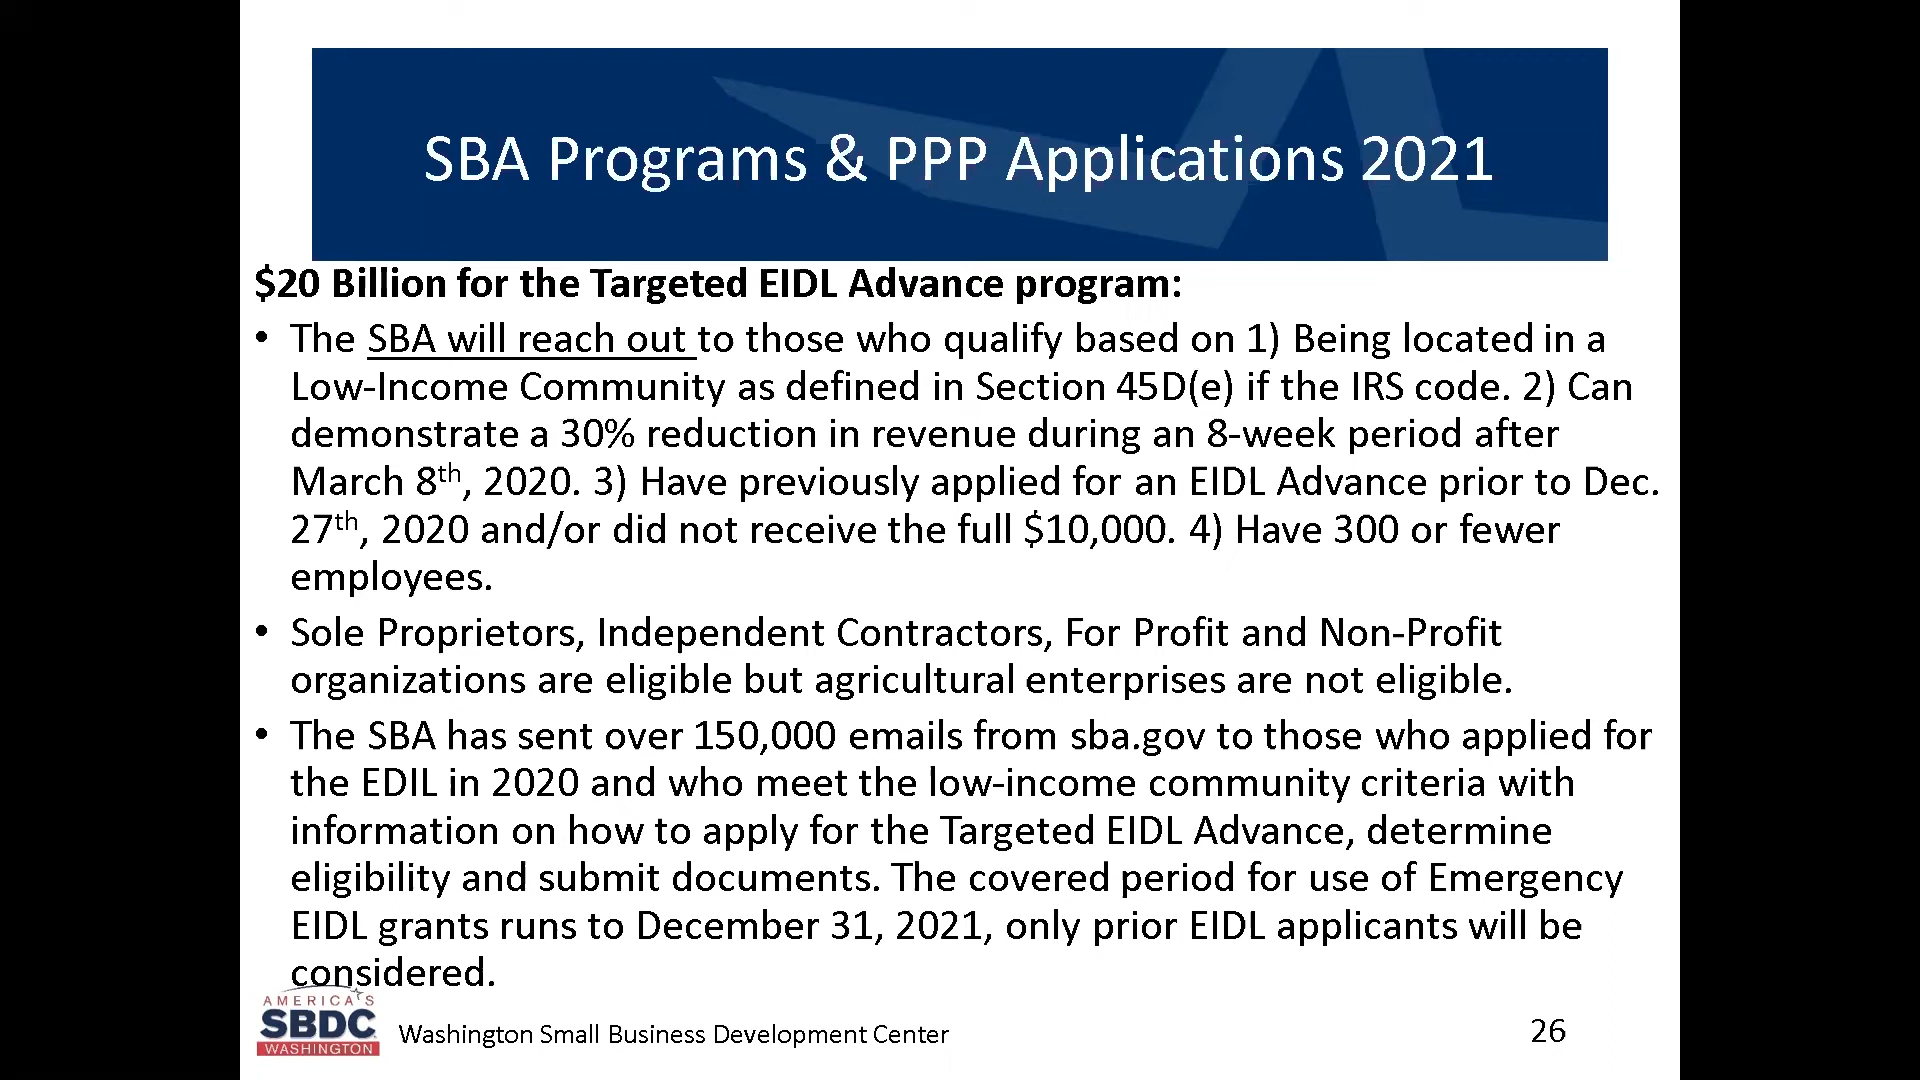 SBA Programs & PPP Applications 2021
$20 Billion for the Targeted EIDL Advance program:
• The SBA will reach out to those who qualify based on 1) Being located in a
Low-Income Community as defined in Section 45D(e) if the IRS code. 2) Can
demonstrate a 30% reduction in revenue during an 8-week period after
March 8th, 2020. 3) Have previously applied for an EIDL Advance prior to Dec.
27th, 2020 and/or did not receive the full $10,000. 4) Have 300 or fewer
employees.
• Sole Proprietors, Independent Contractors, For Profit and Non-Profit
organizations are eligible but agricultural enterprises are not eligible.
• The SBA has sent over 150,000 emails from sba.gov to those who applied for
the EDIL in 2020 and who meet the low-income community criteria with
information on how to apply for the Targeted EIDL Advance, determine
eligibility and submit documents. The covered period for use of Emergency
EIDL grants runs to December 31, 2021, only prior EIDL applicants will be
considered.
AMERICA'S
SBDC
WASHINGTON
Washington Small Business Development Center
26